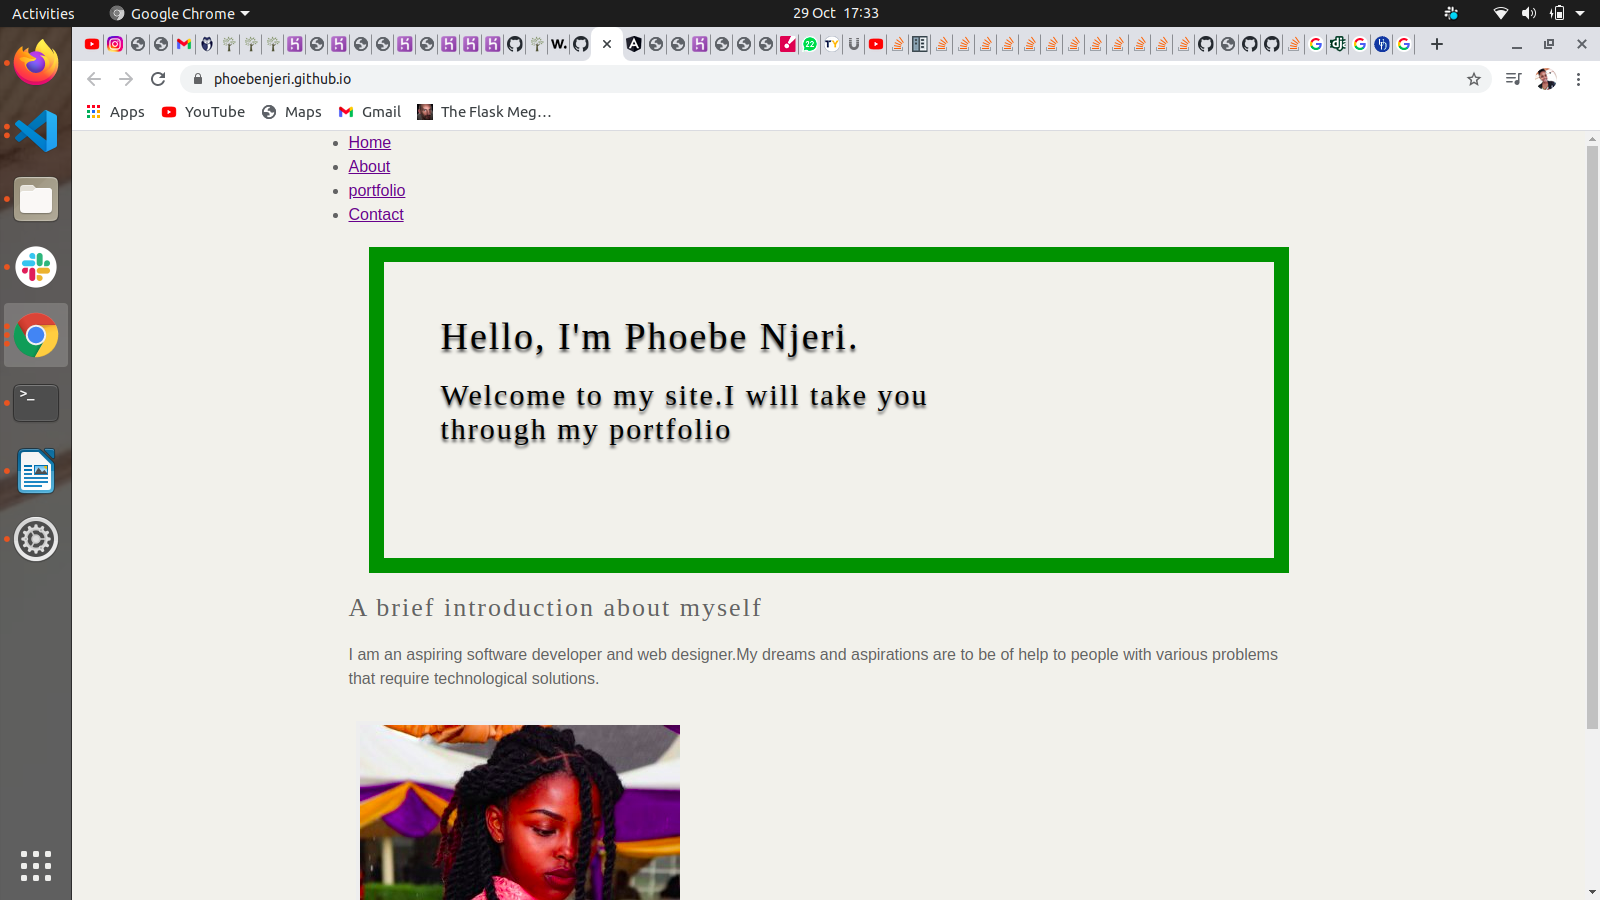 Activities
Google Chrome
29 Oct 17:33
W.
22
TY
phoebenjeri.github.io
Apps
YouTube
Maps
Gmail
The Flask Meg…
Home
About
portfolio
Contact
Hello, I'm Phoebe Njeri.
Welcome to my site.I will take you
through my portfolio
A brief introduction about myself
I am an aspiring software developer and web designer.My dreams and aspirations are to be of help to people with various problems
that require technological solutions.